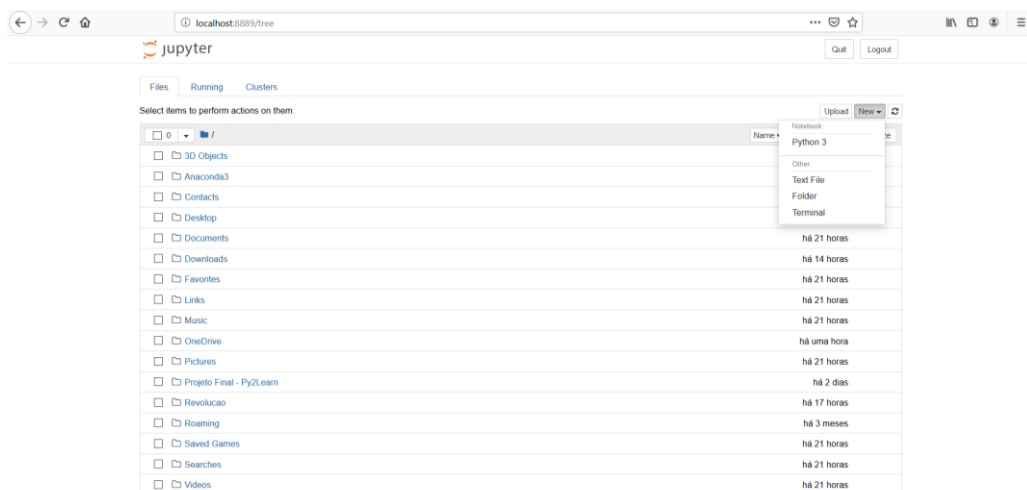 localhost:8889/tree
jupyter
Quit Logout
Files Running Clusters
Select items to perform actions on them.
Upload New
0 / Name
Notebook:
Python 3
Other:
Text File
Folder
Terminal
3D Objects
Anaconda3
Contacts
Desktop
Documents há 21 horas
Downloads há 14 horas
Favorites há 21 horas
Links há 21 horas
Music há 21 horas
OneDrive há uma hora
Pictures há 21 horas
Projeto Final - Py2Learn há 2 dias
Revolucao há 17 horas
Roaming há 3 meses
Saved Games há 21 horas
Searches há 21 horas
Videos há 21 horas